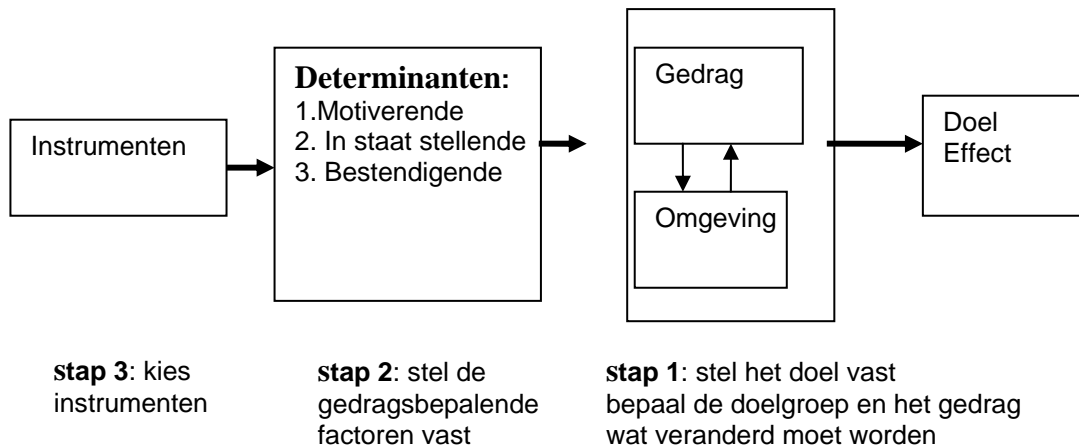 Instrumenten
Determinanten:
1.Motiverende
2. In staat stellende
3. Bestendigende
Gedrag
Omgeving
Doel
Effect
stap 3: kies
instrumenten
stap 2: stel de
gedragsbepalende
factoren vast
stap 1: stel het doel vast
bepaal de doelgroep en het gedrag
wat veranderd moet worden